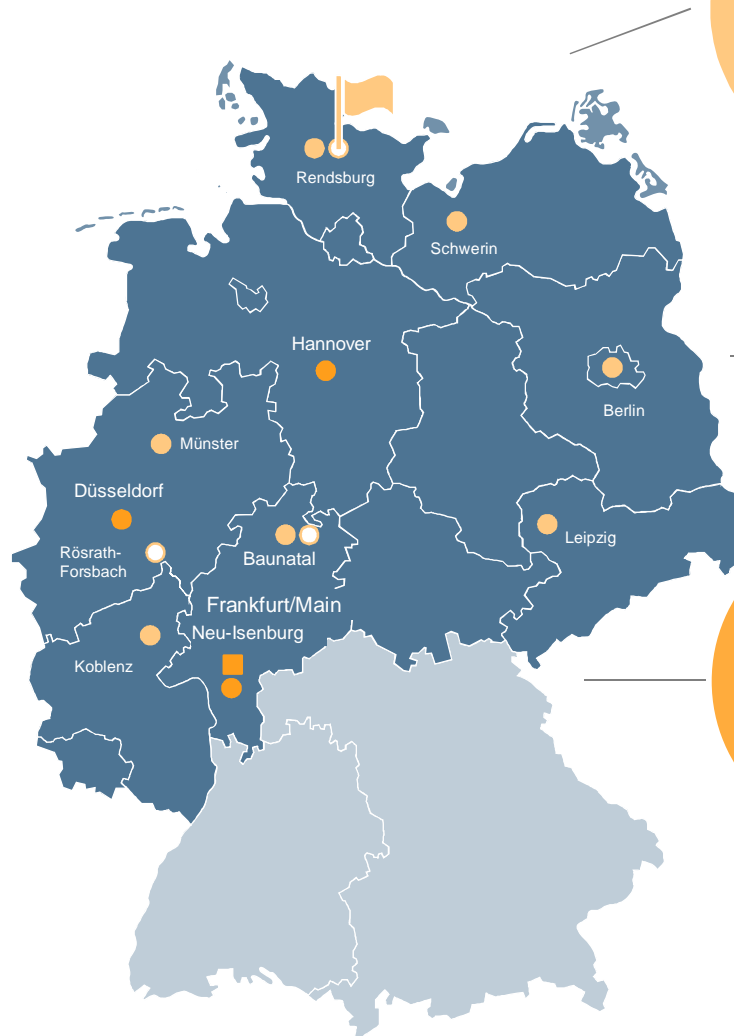 Rendsburg
Schwerin
Hannover
Berlin
Münster
Düsseldorf
Leipzig
Rösrath-
Forsbach
Baunatal
Frankfurt/Main
Neu-Isenburg
Koblenz